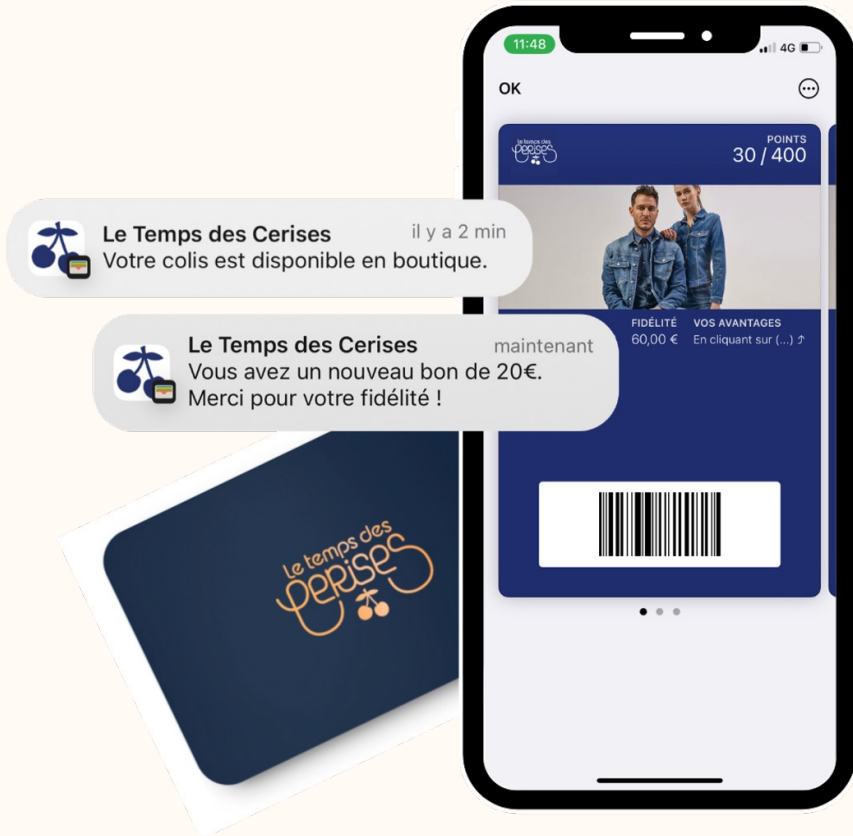 11:48
4G
OK
le temps des
cerises
POINTS
30 / 400
Le Temps des Cerises
il y a 2 min
Votre colis est disponible en boutique.
FIDÉLITÉ
VOS AVANTAGES
60,00 €
En cliquant sur (...)
Le Temps des Cerises
maintenant
Vous avez un nouveau bon de 20€.
Merci pour votre fidélité !
le temps des
cerises